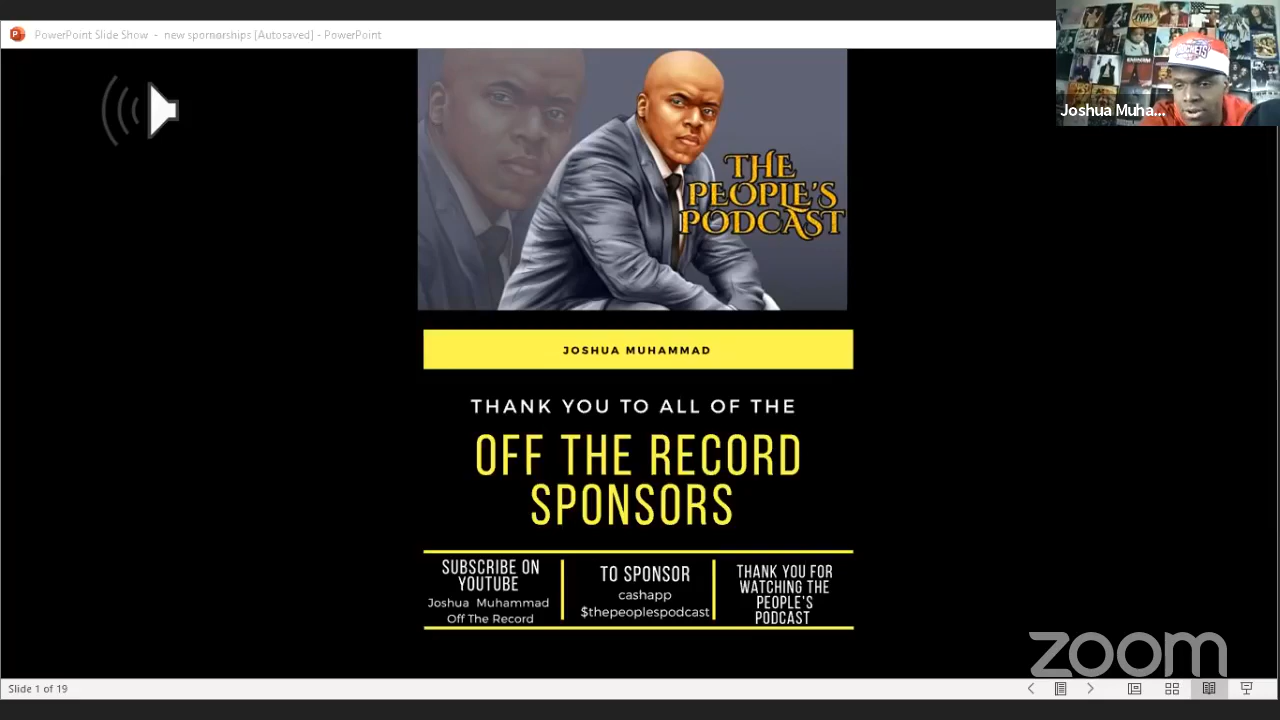 PowerPoint Slide Show - new spornorships [Autosaved] - PowerPoint
ROCKETS
Joshua Muha...
THE
PEOPLE'S
PODCAST
JOSHUA MUHAMMAD
THANK YOU TO ALL OF THE
OFF THE RECORD
SPONSORS
SUBSCRIBE ON
YOUTUBE
Joshua Muhammad
Off The Record
TO SPONSOR
cashapp
$thepeoplespodcast
THANK YOU FOR
WATCHING THE
PEOPLE'S
PODCAST
zoom
Slide 1 of 19